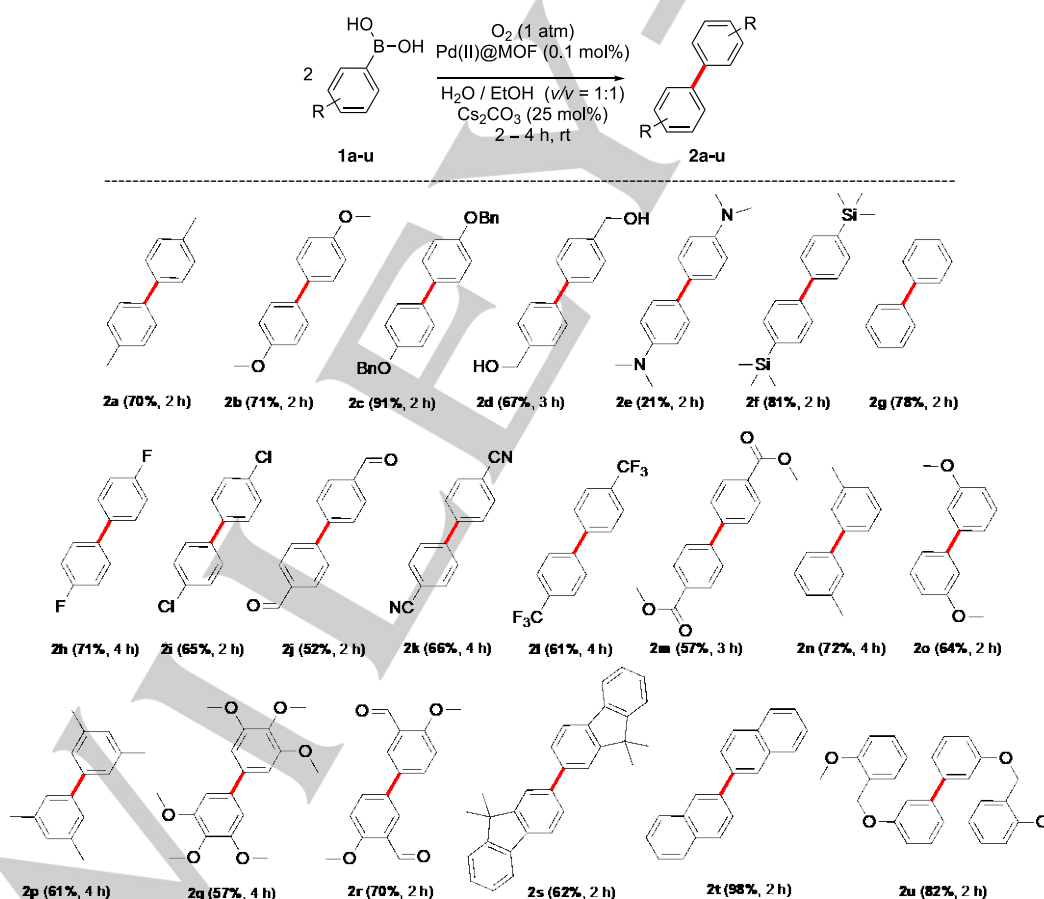 HO
B-OH
2
R
O2 (1 atm)
Pd(II)@MOF (0.1 mol%)
H2O / EtOH (v/v = 1:1)
Cs2CO3 (25 mol%)
2 – 4 h, rt
R
R
1a-u
2a-u
O
O
OBn
BnO
OH
HO
N
N
Si
Si
2a (70%, 2 h)
2b (71%, 2 h)
2c (91%, 2 h)
2d (67%, 3 h)
2e (21%, 2 h)
2f (81%, 2 h)
2g (78%, 2 h)
F
F
Cl
Cl
O
O
CN
NC
CF3
F3C
O
O
O
O
O
O
2h (71%, 4 h)
2i (65%, 2 h)
2j (52%, 2 h)
2k (66%, 4 h)
2l (61%, 4 h)
2m (57%, 3 h)
2n (72%, 4 h)
2o (64%, 2 h)
O
O
O
O
O
O
O
O
O
O
O
O
O
O
2p (61%, 4 h)
2q (57%, 4 h)
2r (70%, 2 h)
2s (62%, 2 h)
2t (98%, 2 h)
2u (82%, 2 h)
WILEY-